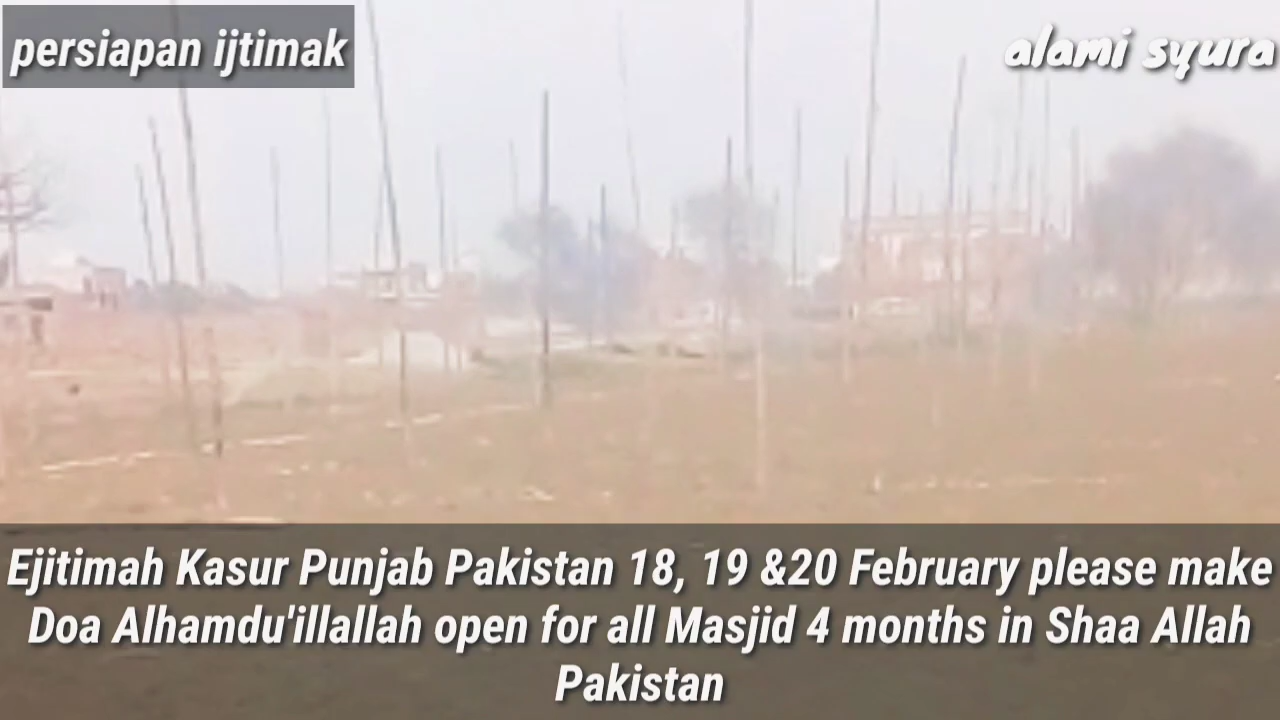 persiapan ijtimak
alami syura
Ejitimah Kasur Punjab Pakistan 18, 19 &20 February please make
Doa Alhamdu'illallah open for all Masjid 4 months in Shaa Allah
Pakistan